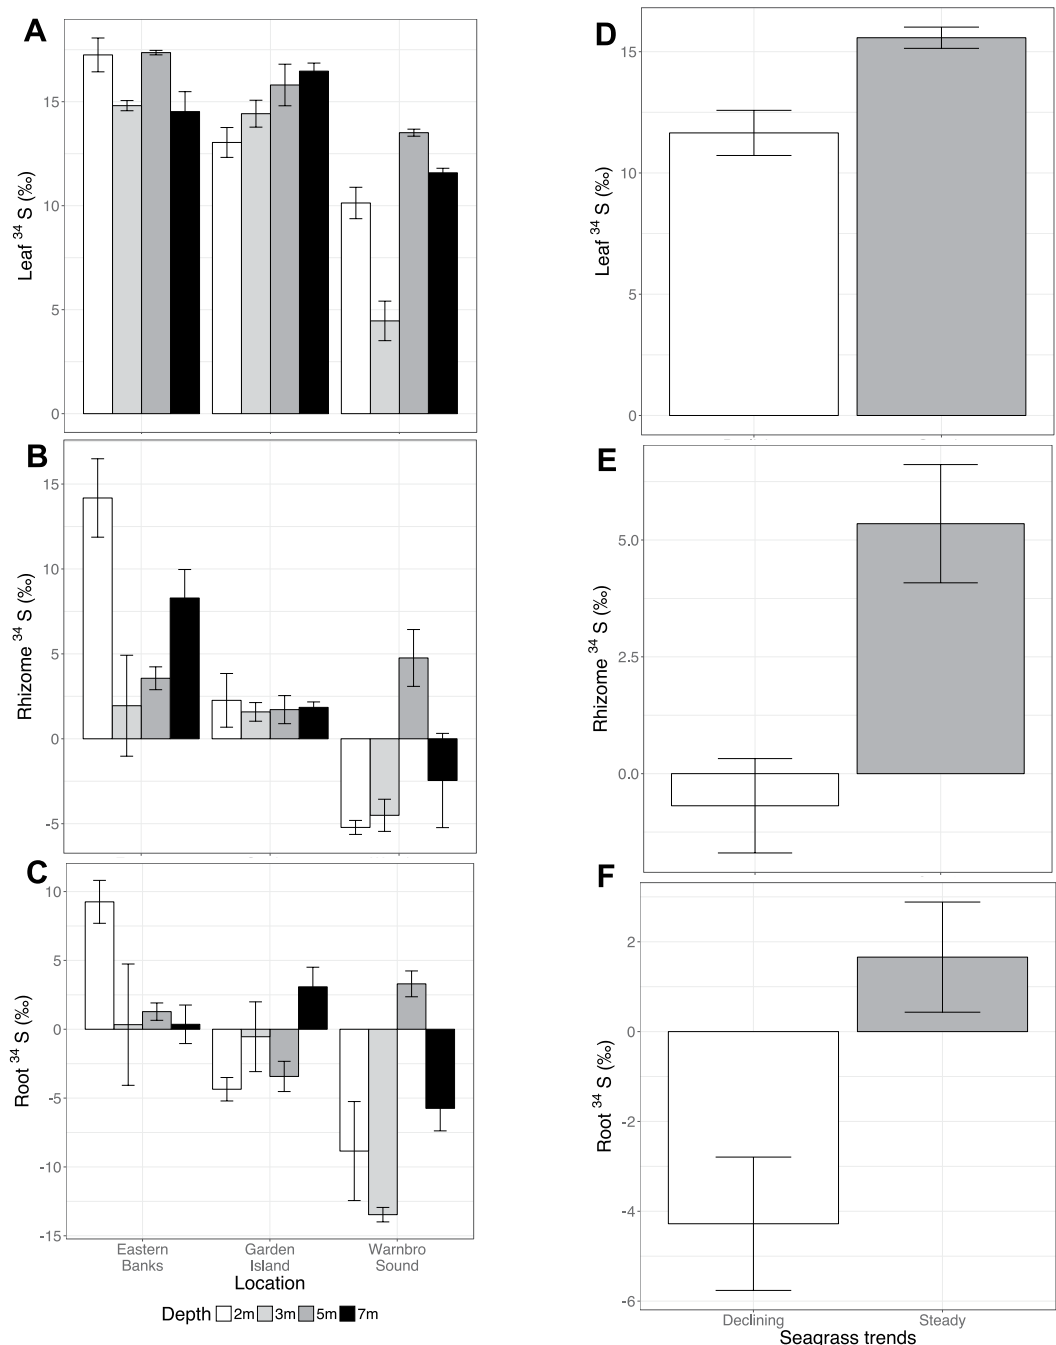 A
15
10
5
0
Leaf 34 S (‰)
B
15
10
5
0
-5
Rhizome 34 S (‰)
C
10
5
0
-5
-10
-15
Root 34 S (‰)
Eastern Banks
Garden Island
Warnbro Sound
Location
Depth 2m 3m 5m 7m
D
15
10
5
0
Leaf 34 S (‰)
E
5.0
2.5
0.0
Rhizome 34 S (‰)
F
2
0
-2
-4
-6
Root 34 S (‰)
Declining
Steady
Seagrass trends